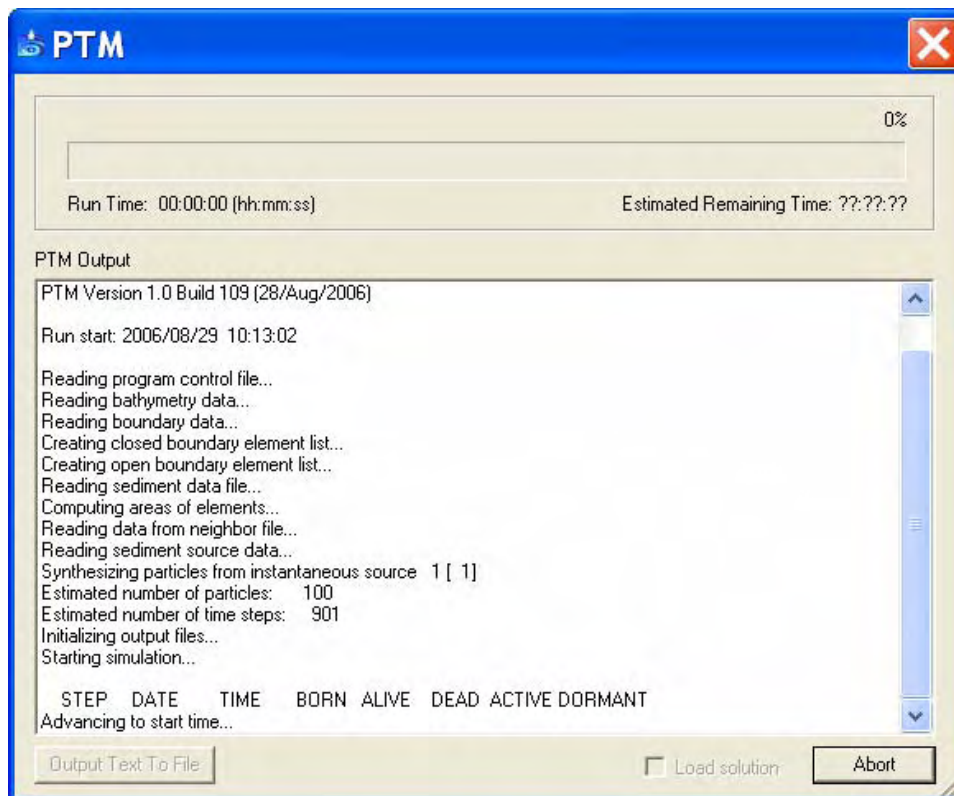 PTM
0%
Run Time: 00:00:00 (hh:mm:ss) Estimated Remaining Time: ??:??:??
PTM Output
PTM Version 1.0 Build 109 (28/Aug/2006)
Run start: 2006/08/29 10:13:02
Reading program control file...
Reading bathymetry data...
Reading boundary data...
Creating closed boundary element list...
Creating open boundary element list...
Reading sediment data file...
Computing areas of elements...
Reading data from neighbor file...
Reading sediment source data...
Synthesizing particles from instantaneous source 1 [ 1]
Estimated number of particles: 100
Estimated number of time steps: 901
Initializing output files...
Starting simulation...
STEP DATE TIME BORN ALIVE DEAD ACTIVE DORMANT
Advancing to start time...
Output Text To File Load solution Abort